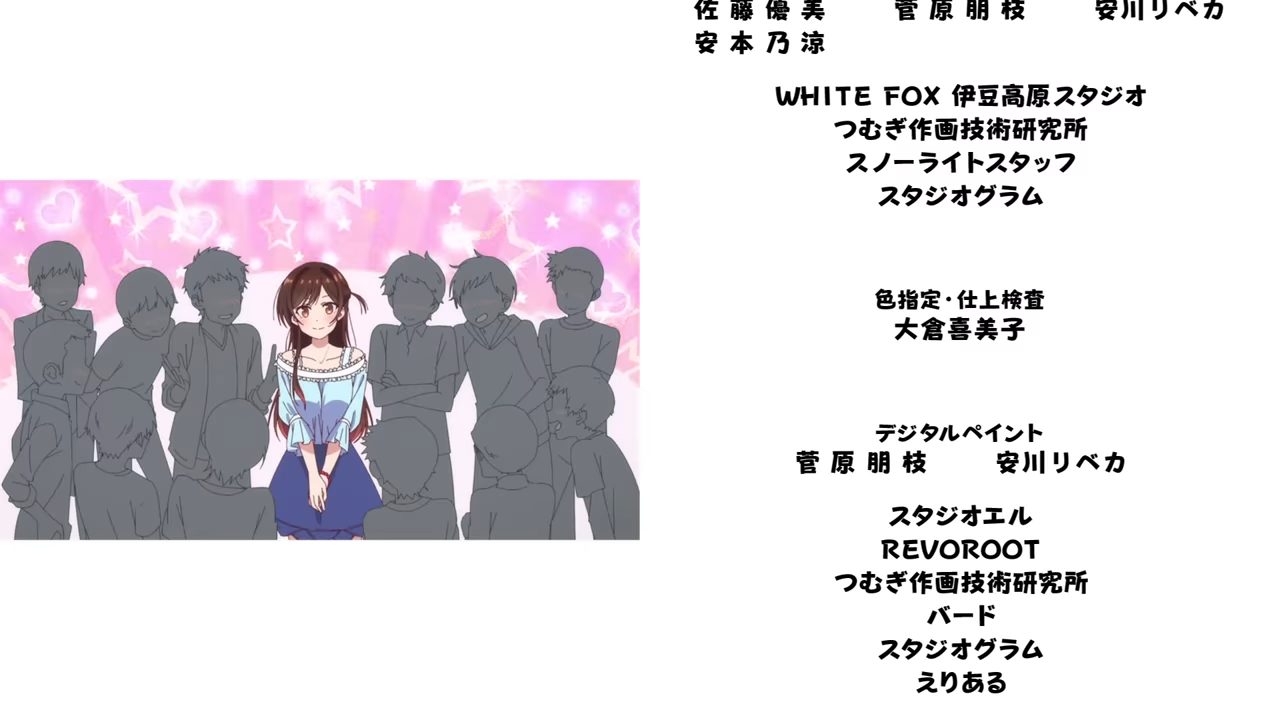 佐藤優美 菅原朋枝 安川リベカ
安本乃涼
WHITE FOX 伊豆高原スタジオ
つむぎ作画技術研究所
スノーライトスタッフ
スタジオグラム
色指定・仕上検査
大倉喜美子
デジタルペイント
菅原朋枝 安川リベカ
スタジオエル
REVOROOT
つむぎ作画技術研究所
バード
スタジオグラム
えりある